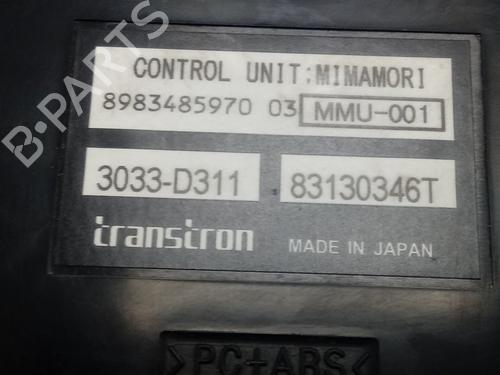 CONTROL UNIT;MIMAMORI
8983485970 03 MMU-001
3033-D311 83130346T
transtron MADE IN JAPAN
>PC+ABS<
B-PARTS